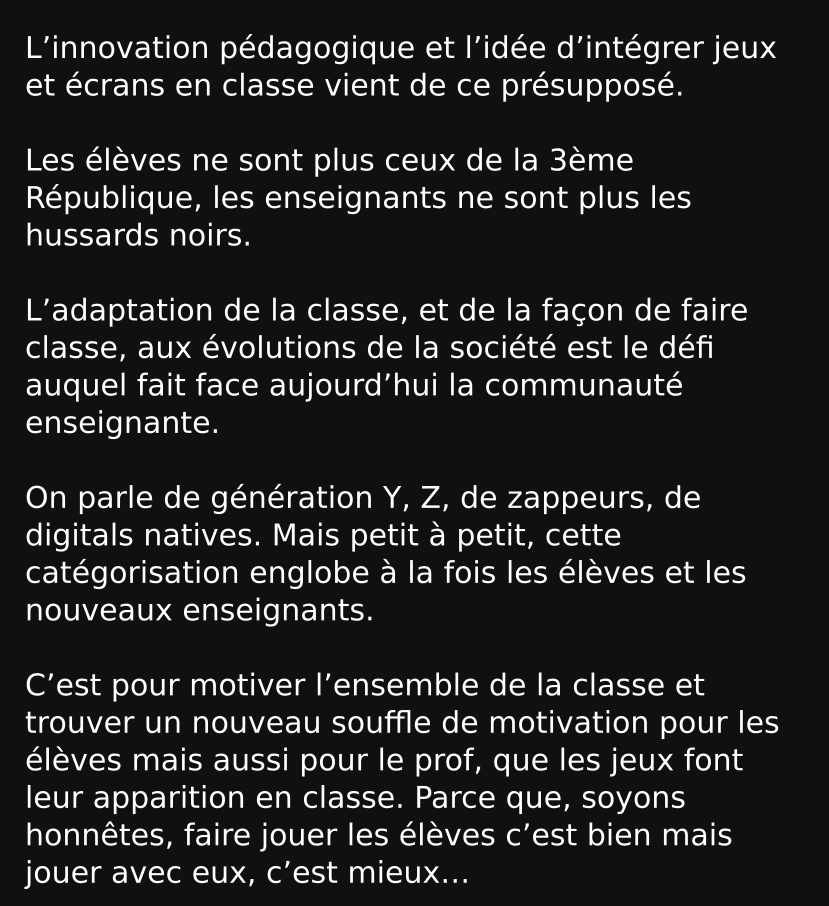 L’innovation pédagogique et l’idée d’intégrer jeux
et écrans en classe vient de ce présupposé.
Les élèves ne sont plus ceux de la 3ème
République, les enseignants ne sont plus les
hussards noirs.
L’adaptation de la classe, et de la façon de faire
classe, aux évolutions de la société est le défi
auquel fait face aujourd’hui la communauté
enseignante.
On parle de génération Y, Z, de zappeurs, de
digitals natives. Mais petit à petit, cette
catégorisation englobe à la fois les élèves et les
nouveaux enseignants.
C’est pour motiver l’ensemble de la classe et
trouver un nouveau souffle de motivation pour les
élèves mais aussi pour le prof, que les jeux font
leur apparition en classe. Parce que, soyons
honnêtes, faire jouer les élèves c’est bien mais
jouer avec eux, c’est mieux…